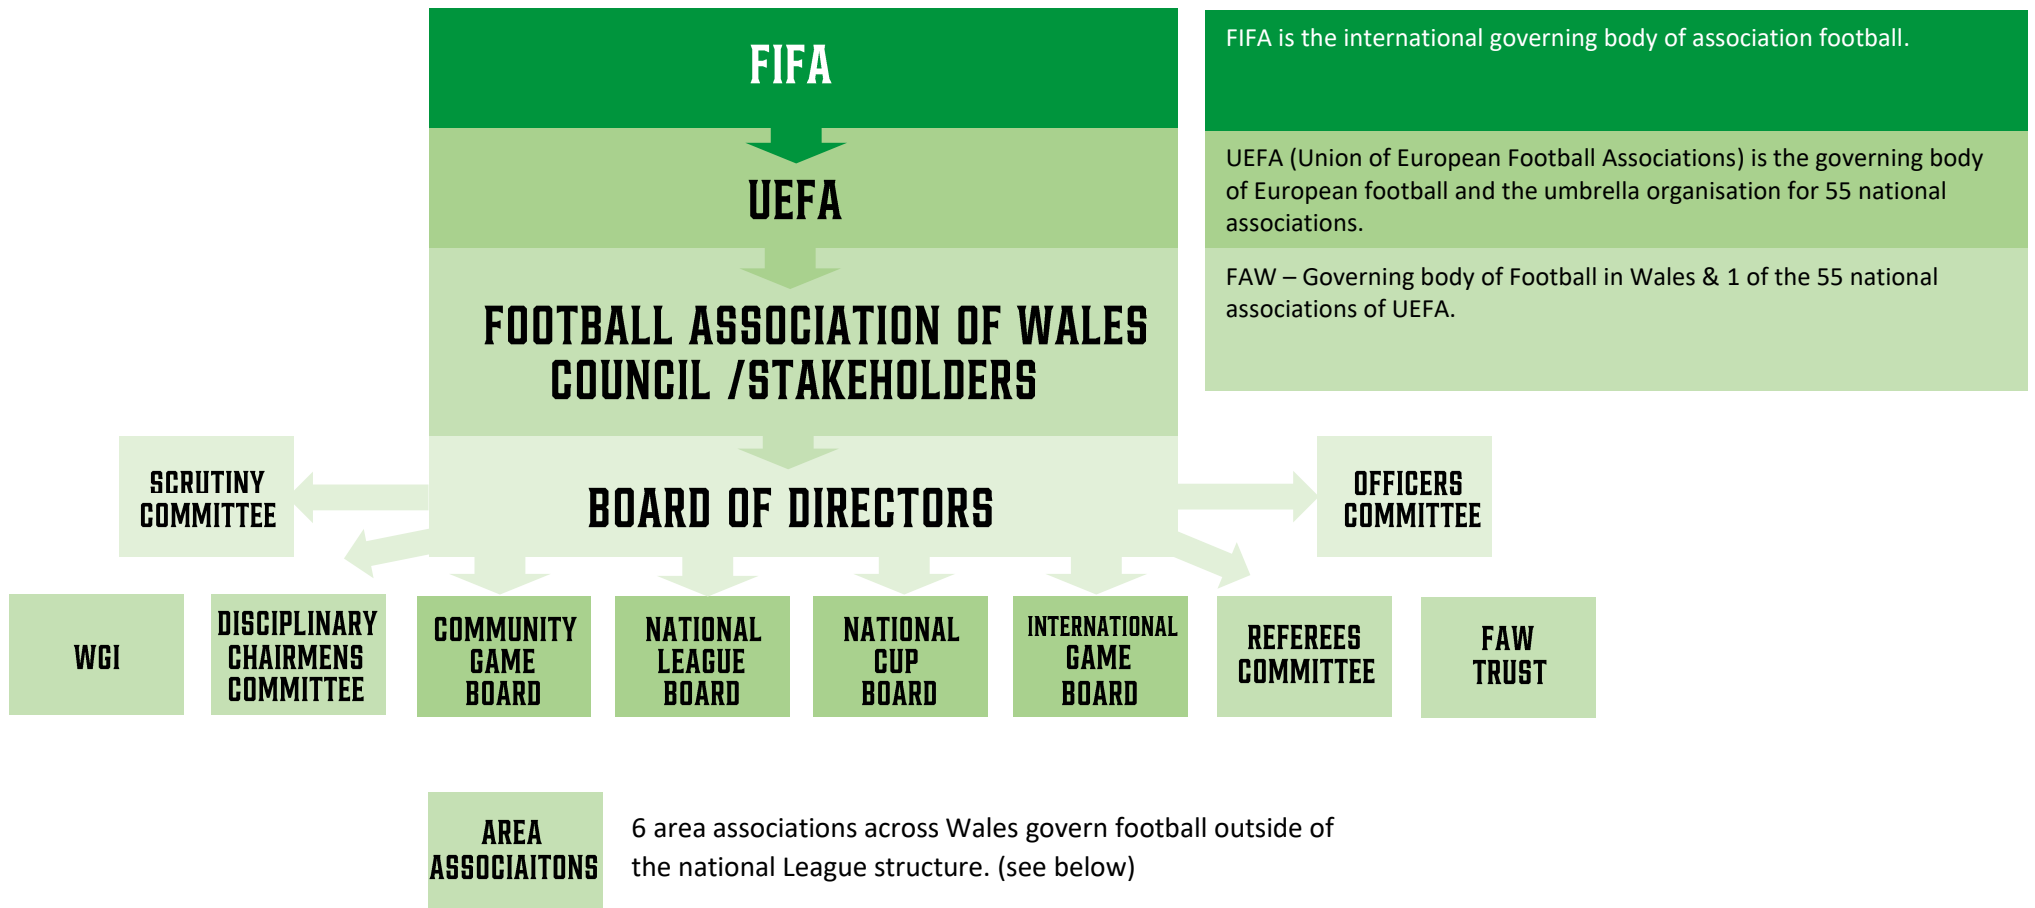 FIFA
FIFA is the international governing body of association football.
UEFA
UEFA (Union of European Football Associations) is the governing body
of European football and the umbrella organisation for 55 national
associations.
FOOTBALL ASSOCIATION OF WALES
COUNCIL /STAKEHOLDERS
FAW – Governing body of Football in Wales & 1 of the 55 national
associations of UEFA.
SCRUTINY
COMMITTEE
BOARD OF DIRECTORS
OFFICERS
COMMITTEE
WGI
DISCIPLINARY
CHAIRMENS
COMMITTEE
COMMUNITY
GAME
BOARD
NATIONAL
LEAGUE
BOARD
NATIONAL
CUP
BOARD
INTERNATIONAL
GAME
BOARD
REFEREES
COMMITTEE
FAW
TRUST
AREA
ASSOCIAITONS
6 area associations across Wales govern football outside of
the national League structure. (see below)